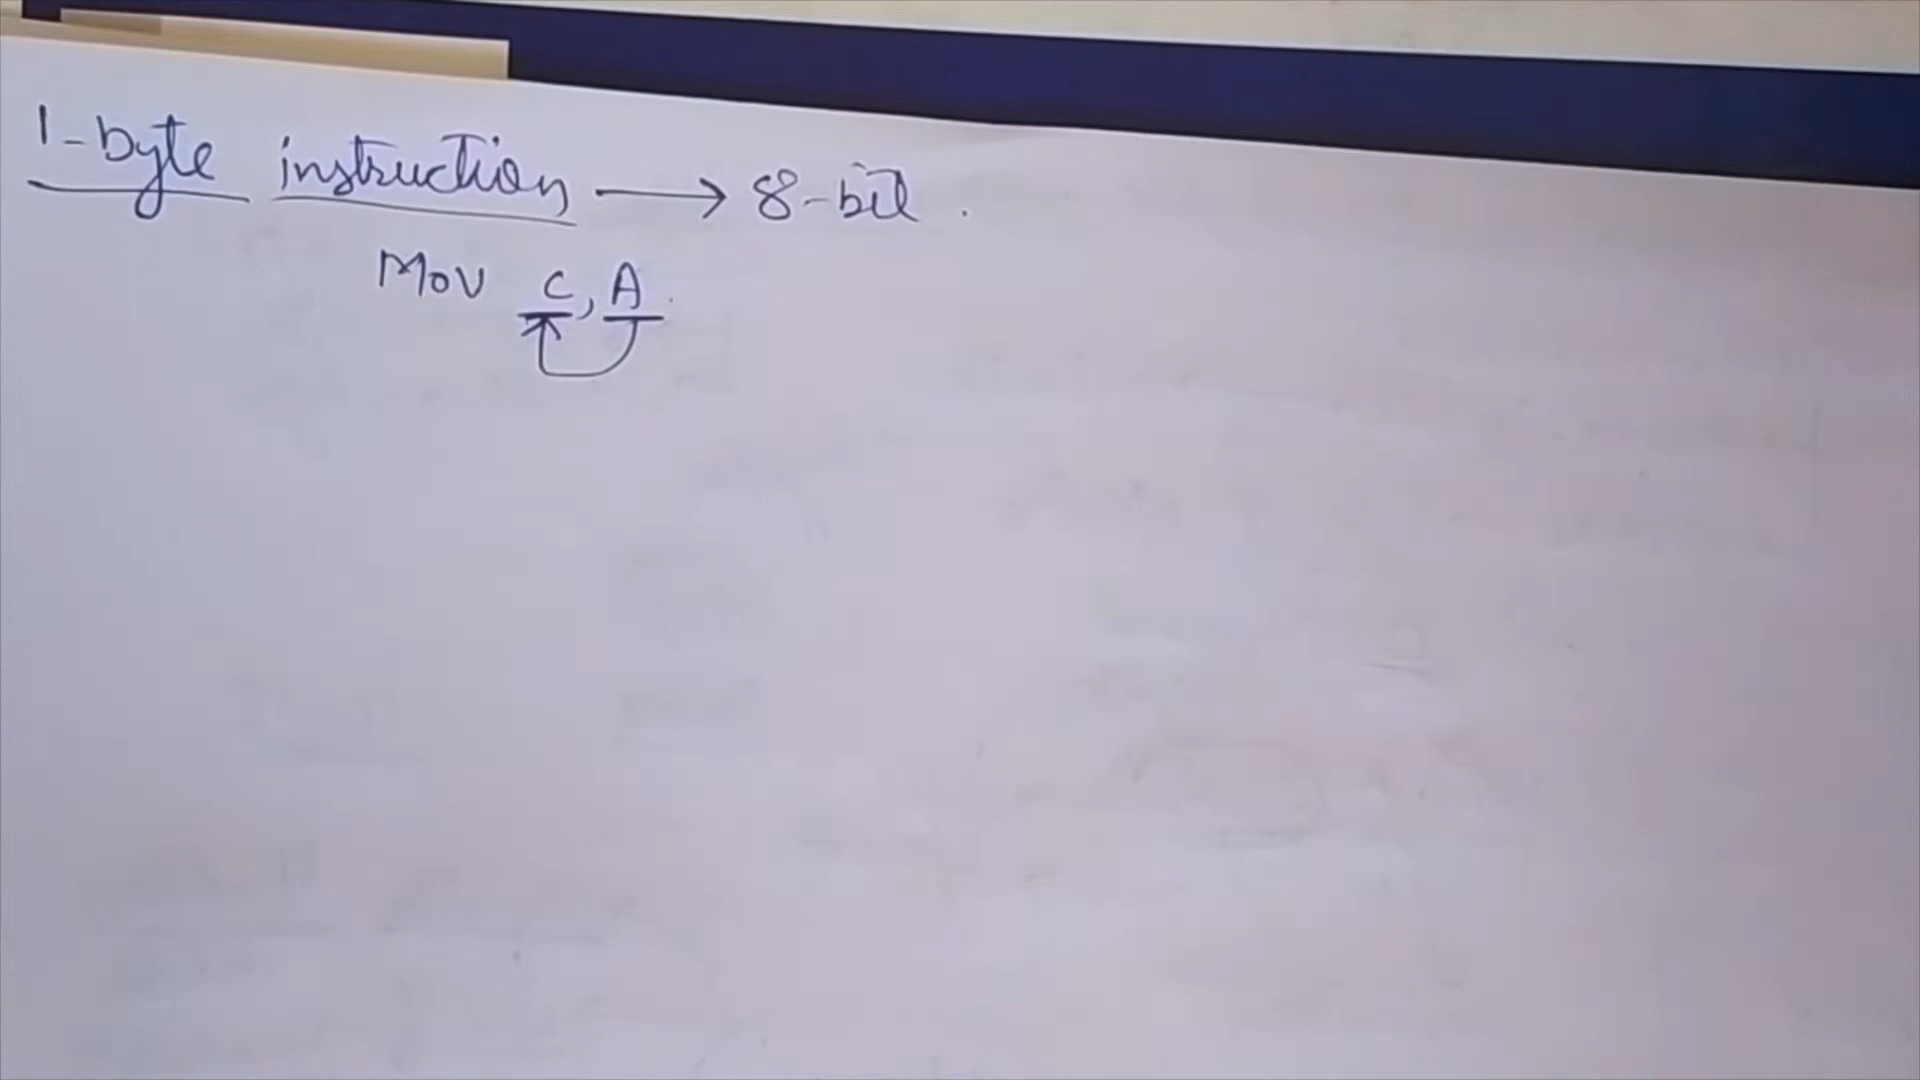 1-byte instruction → 8-bit.
Mov C, A